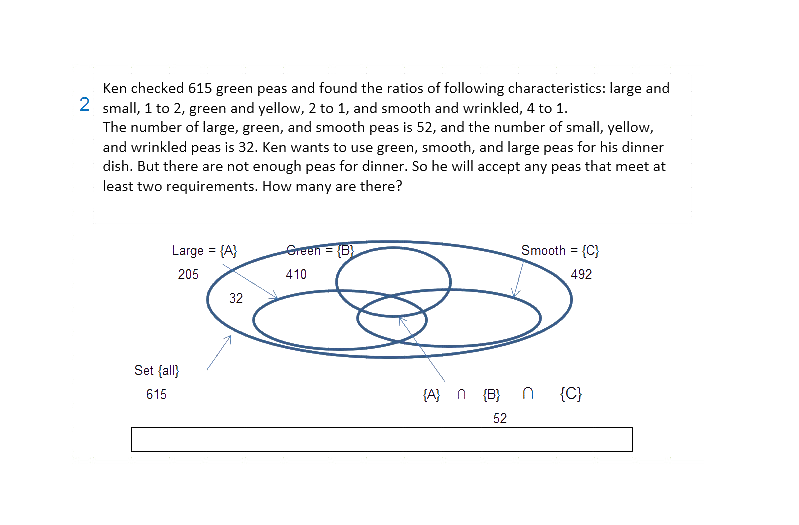 Ken checked 615 green peas and found the ratios of following characteristics: large and
2 small, 1 to 2, green and yellow, 2 to 1, and smooth and wrinkled, 4 to 1.
The number of large, green, and smooth peas is 52, and the number of small, yellow,
and wrinkled peas is 32. Ken wants to use green, smooth, and large peas for his dinner
dish. But there are not enough peas for dinner. So he will accept any peas that meet at
least two requirements. How many are there?
Large = {A} Green = {B} Smooth = {C}
205 410 492
32
Set {all}
615 {A} ∩ {B} ∩ {C}
52